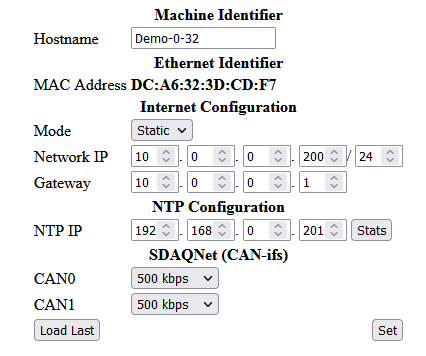 Machine Identifier
Hostname Demo-0-32
Ethernet Identifier
MAC Address DC:A6:32:3D:CD:F7
Internet Configuration
Mode Static
Network IP 10 . 0 . 0 . 200 / 24
Gateway 10 . 0 . 0 . 1
NTP Configuration
NTP IP 192 . 168 . 0 . 201 Stats
SDAQNet (CAN-ifs)
CAN0 500 kbps
CAN1 500 kbps
Load Last Set